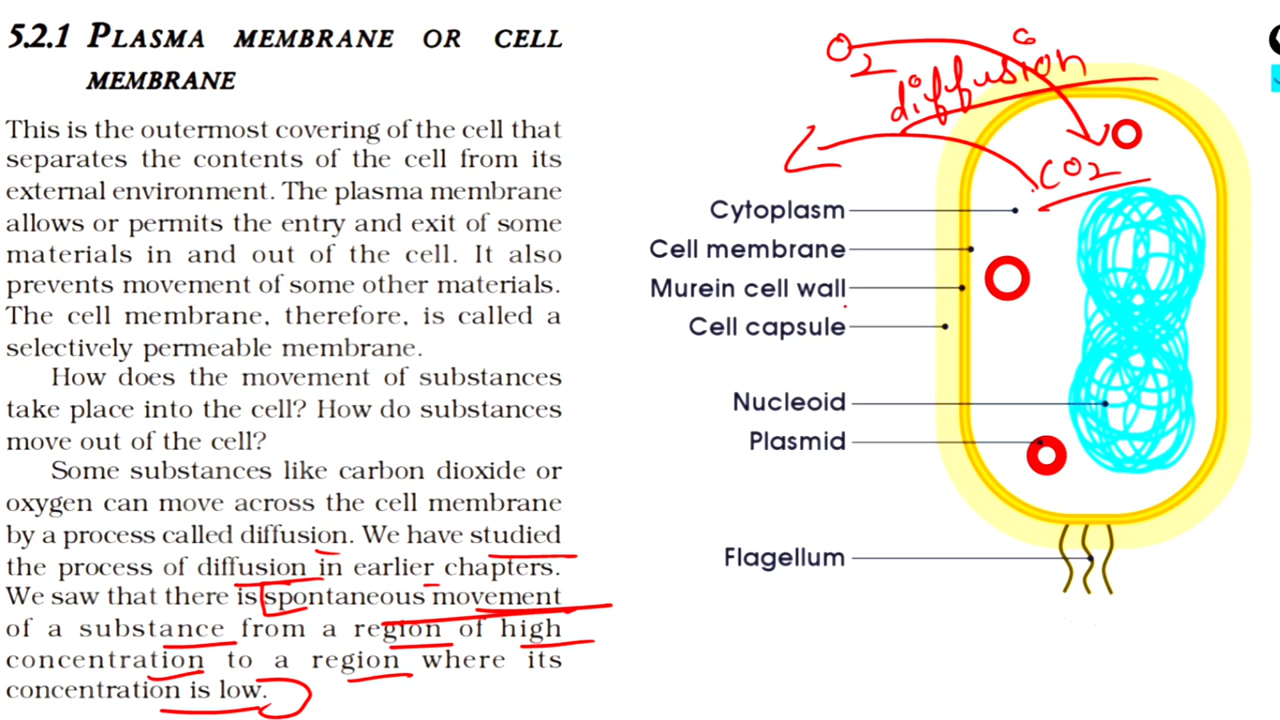 5.2.1 PLASMA MEMBRANE OR CELL
MEMBRANE
This is the outermost covering of the cell that
separates the contents of the cell from its
external environment. The plasma membrane
allows or permits the entry and exit of some
materials in and out of the cell. It also
prevents movement of some other materials.
The cell membrane, therefore, is called a
selectively permeable membrane.
How does the movement of substances
take place into the cell? How do substances
move out of the cell?
Some substances like carbon dioxide or
oxygen can move across the cell membrane
by a process called diffusion. We have studied
the process of diffusion in earlier chapters.
We saw that there is spontaneous movement
of a substance from a region of high
concentration to a region where its
concentration is low.
O2
diffusion
CO2
Cytoplasm
Cell membrane
Murein cell wall
Cell capsule
Nucleoid
Plasmid
Flagellum